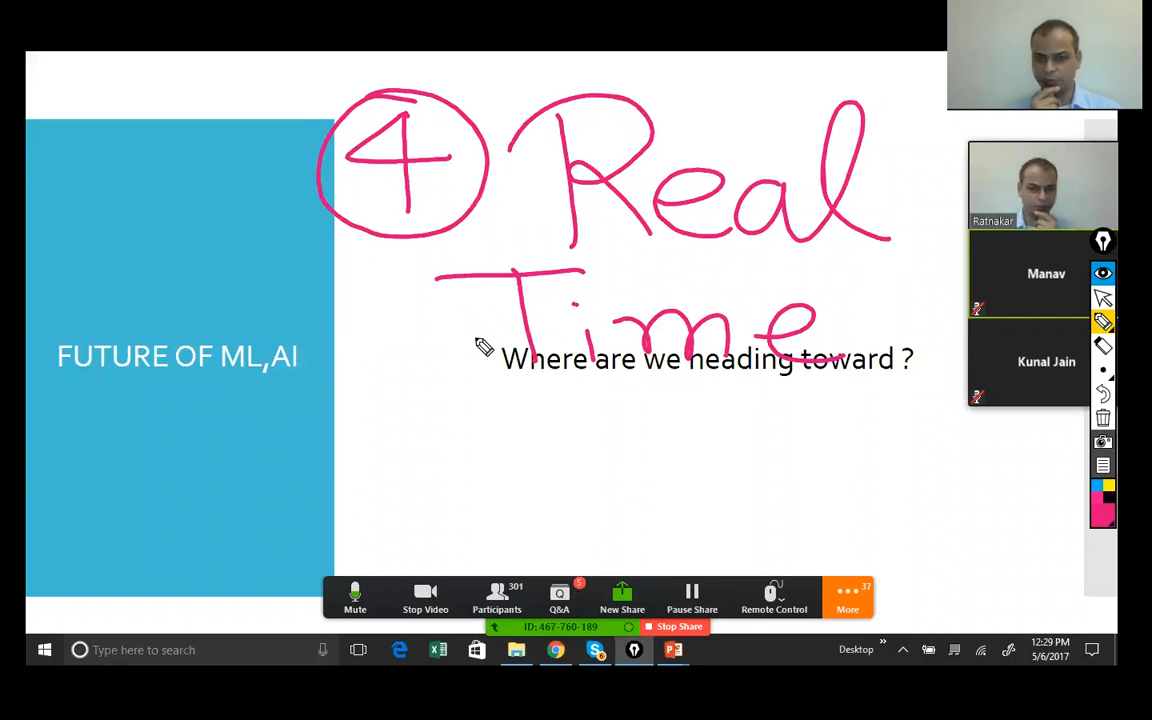 ④ Real
Time
FUTURE OF ML,AI
Where are we heading toward ?
Ratnakar
Manav
Kunal Jain
Mute
Stop Video
301
Participants
5
Q
Q&A
New Share
Pause Share
Remote Control
37
More
ID: 467-760-189
Stop Share
Type here to search
Desktop
»
12:29 PM
5/6/2017